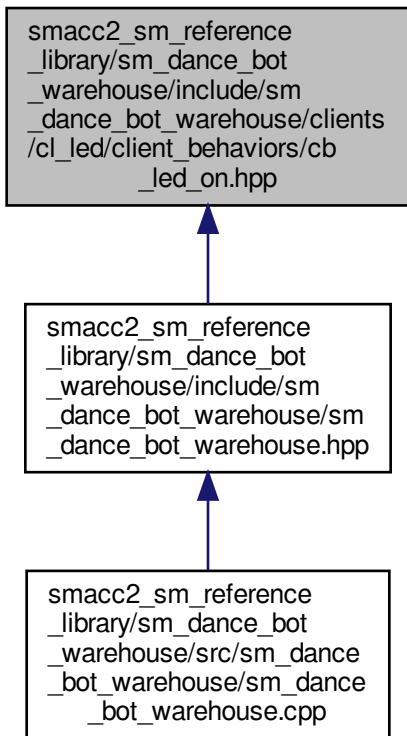 smacc2_sm_reference
_library/sm_dance_bot
_warehouse/include/sm
_dance_bot_warehouse/clients
/cl_led/client_behaviors/cb
_led_on.hpp
smacc2_sm_reference
_library/sm_dance_bot
_warehouse/include/sm
_dance_bot_warehouse/sm
_dance_bot_warehouse.hpp
smacc2_sm_reference
_library/sm_dance_bot
_warehouse/src/sm_dance
_bot_warehouse/sm_dance
_bot_warehouse.cpp